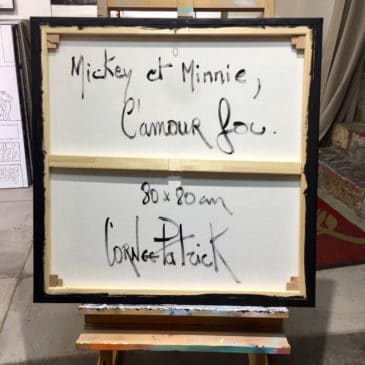 Mickey et Minnie,
L'amour fou.
80 x 80 cm
CORNéE PatRicK